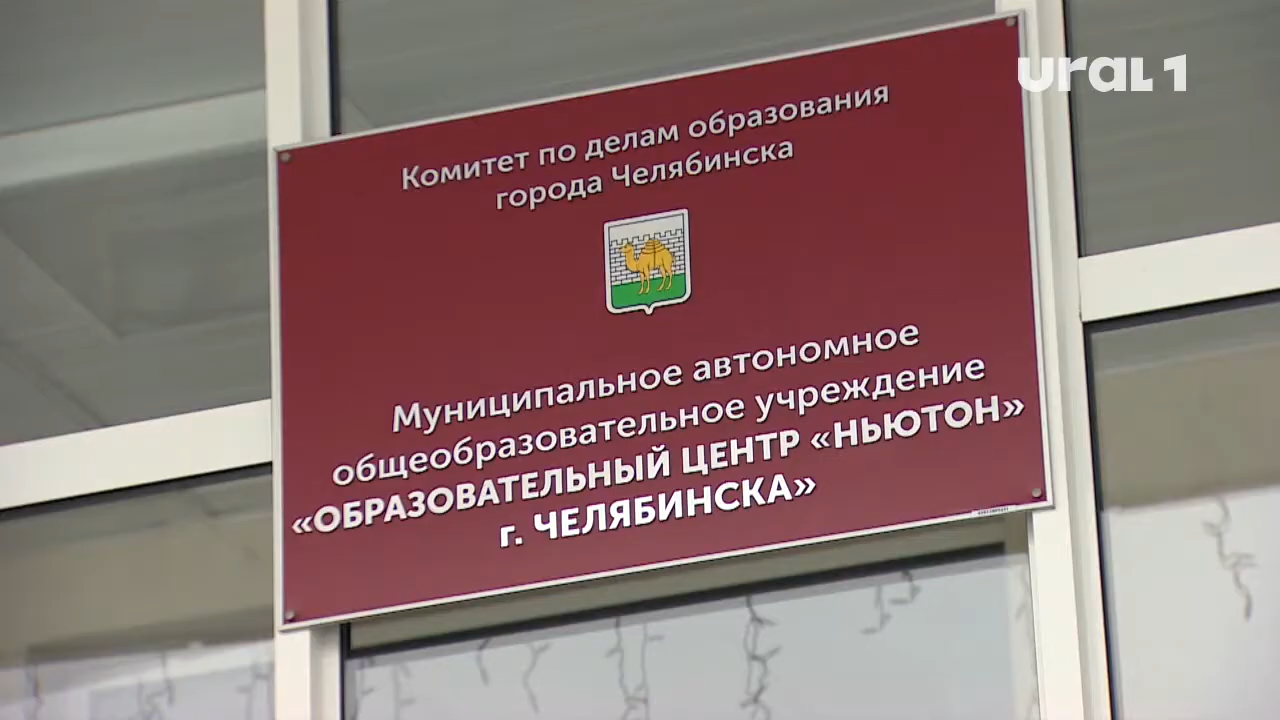 ural 1
Комитет по делам образования
города Челябинска
Муниципальное автономное
общеобразовательное учреждение
«ОБРАЗОВАТЕЛЬНЫЙ ЦЕНТР «НЬЮТОН»
г. ЧЕЛЯБИНСКА»